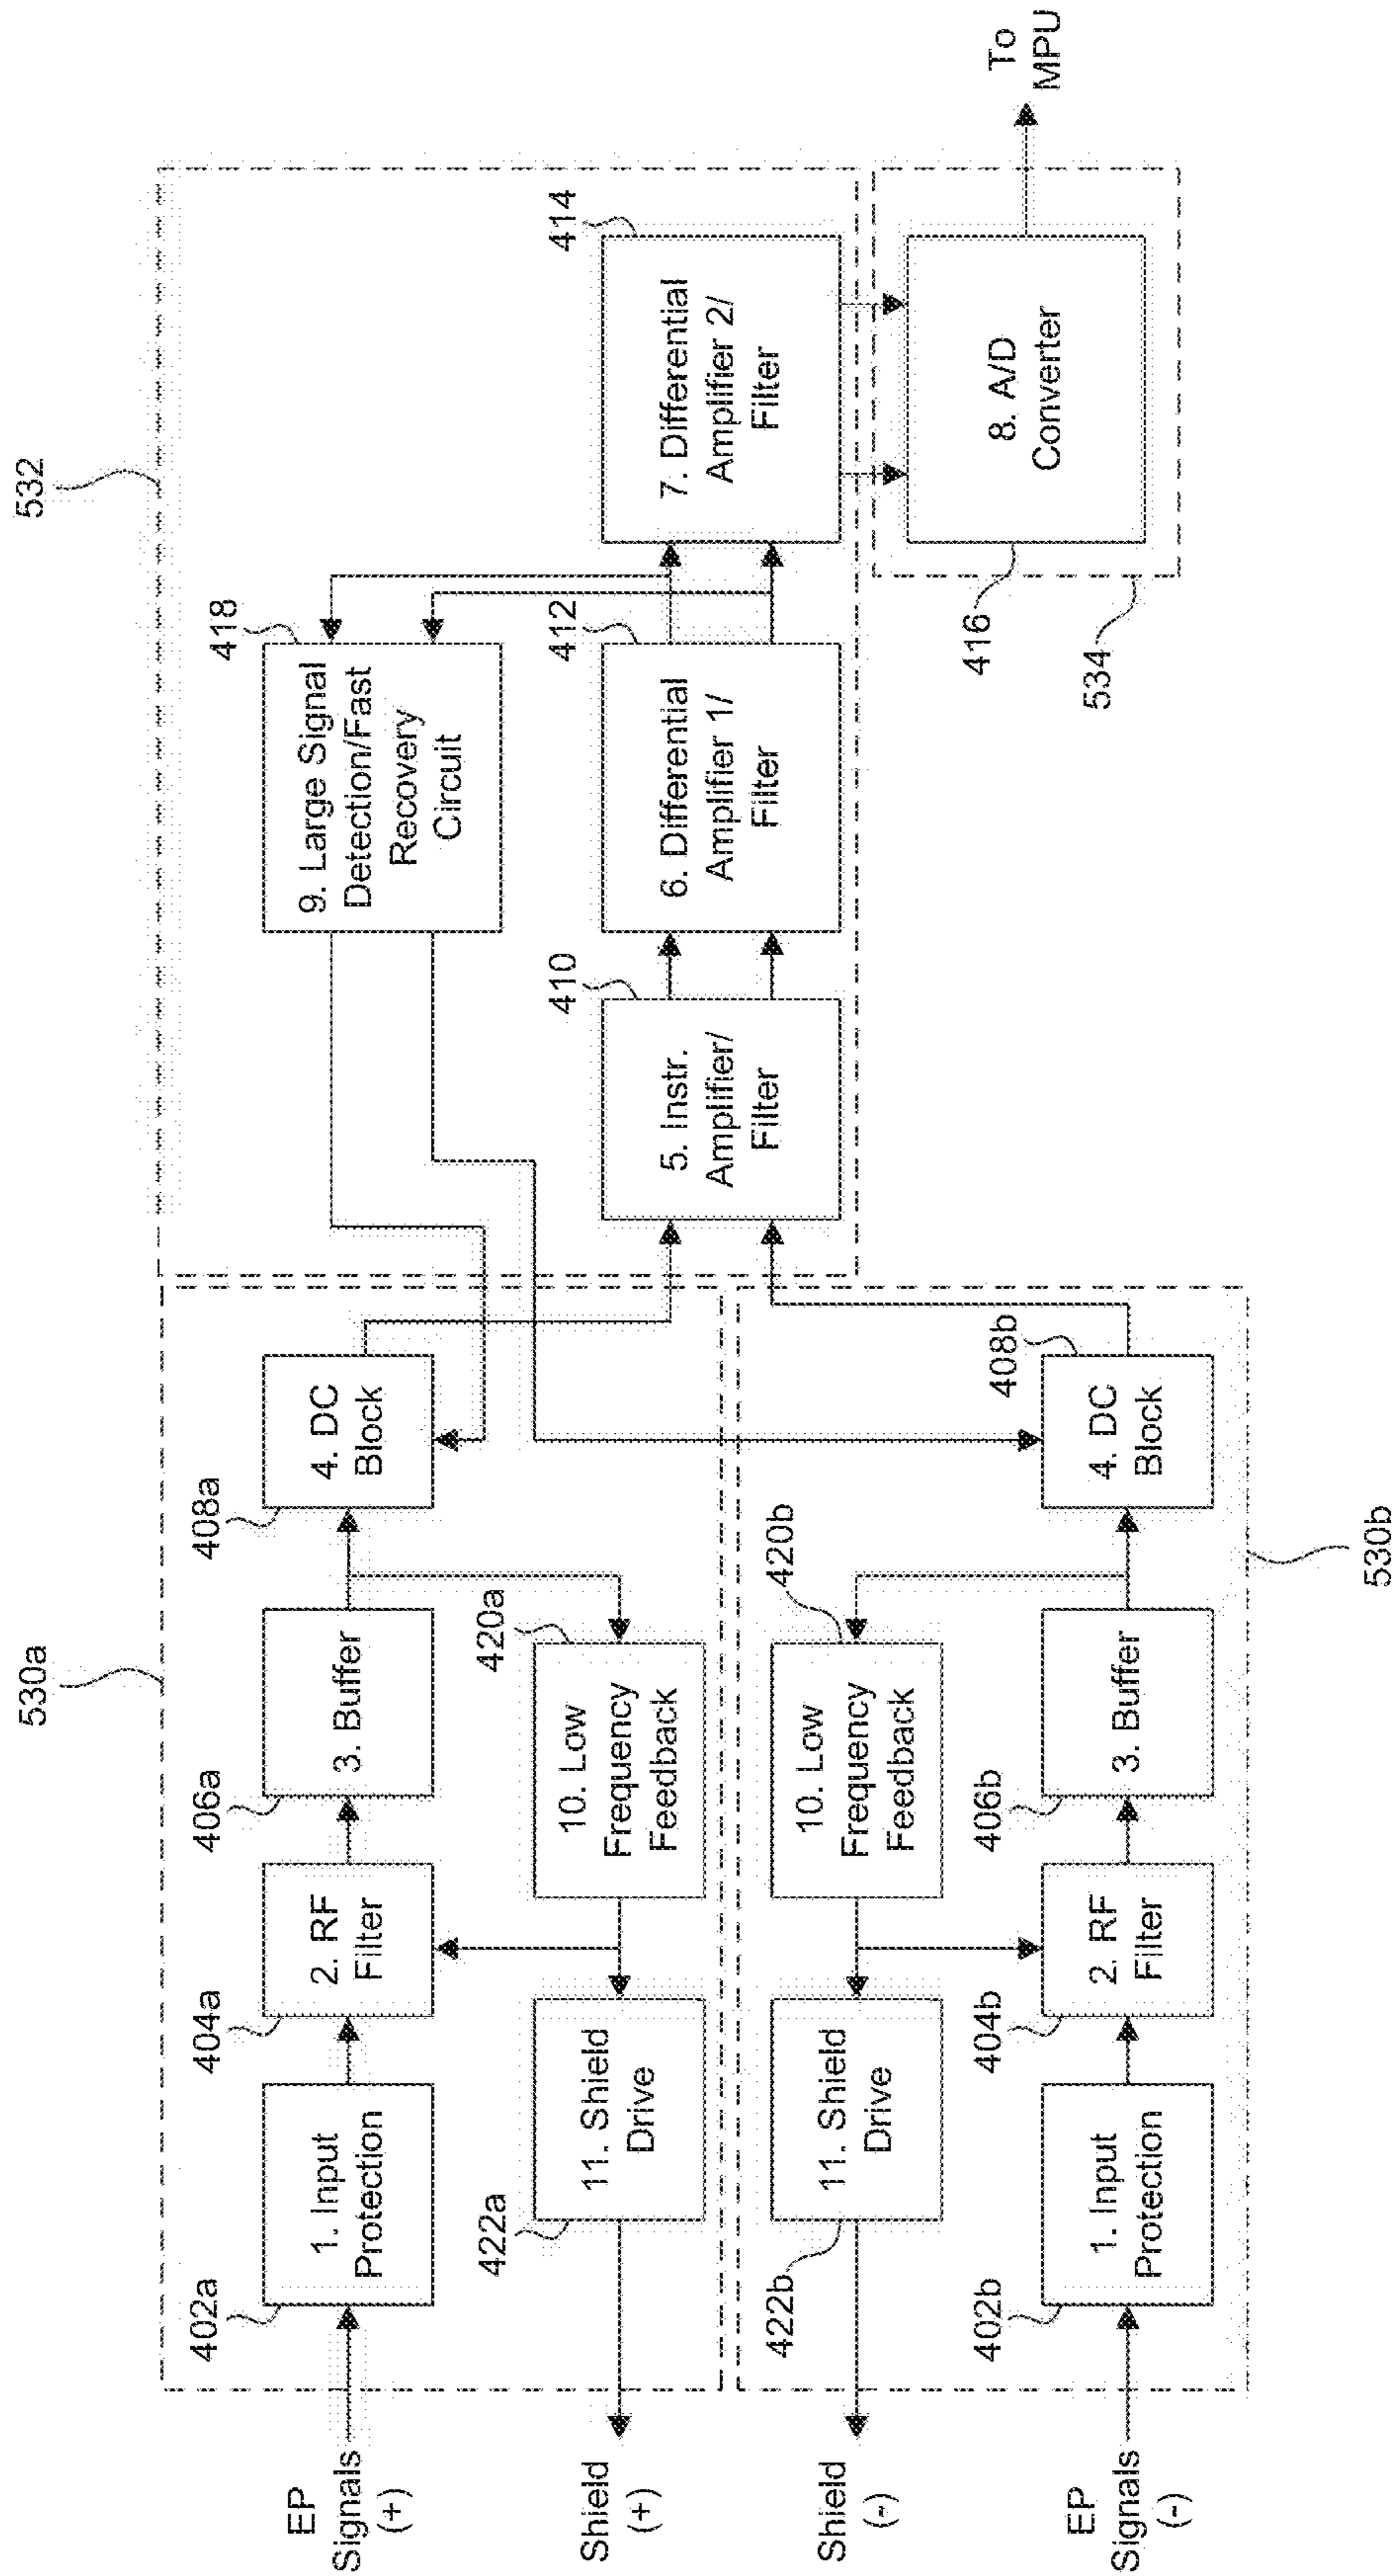 532
530a
418
9. Large Signal
Detection/Fast
Recovery
Circuit
408a
4. DC
Block
406a
3. Buffer
404a
2. RF
Filter
402a
1. Input
Protection
EP
Signals
(+)
414
7. Differential
Amplifier 2/
Filter
412
6. Differential
Amplifier 1/
Filter
410
5. Instr.
Amplifier/
Filter
420a
10. Low
Frequency
Feedback
422a
11. Shield
Drive
Shield
(+)
420b
10. Low
Frequency
Feedback
422b
11. Shield
Drive
Shield
(-)
To
MPU
8. A/D
Converter
416
534
408b
4. DC
Block
406b
3. Buffer
404b
2. RF
Filter
402b
1. Input
Protection
EP
Signals
(-)
530b